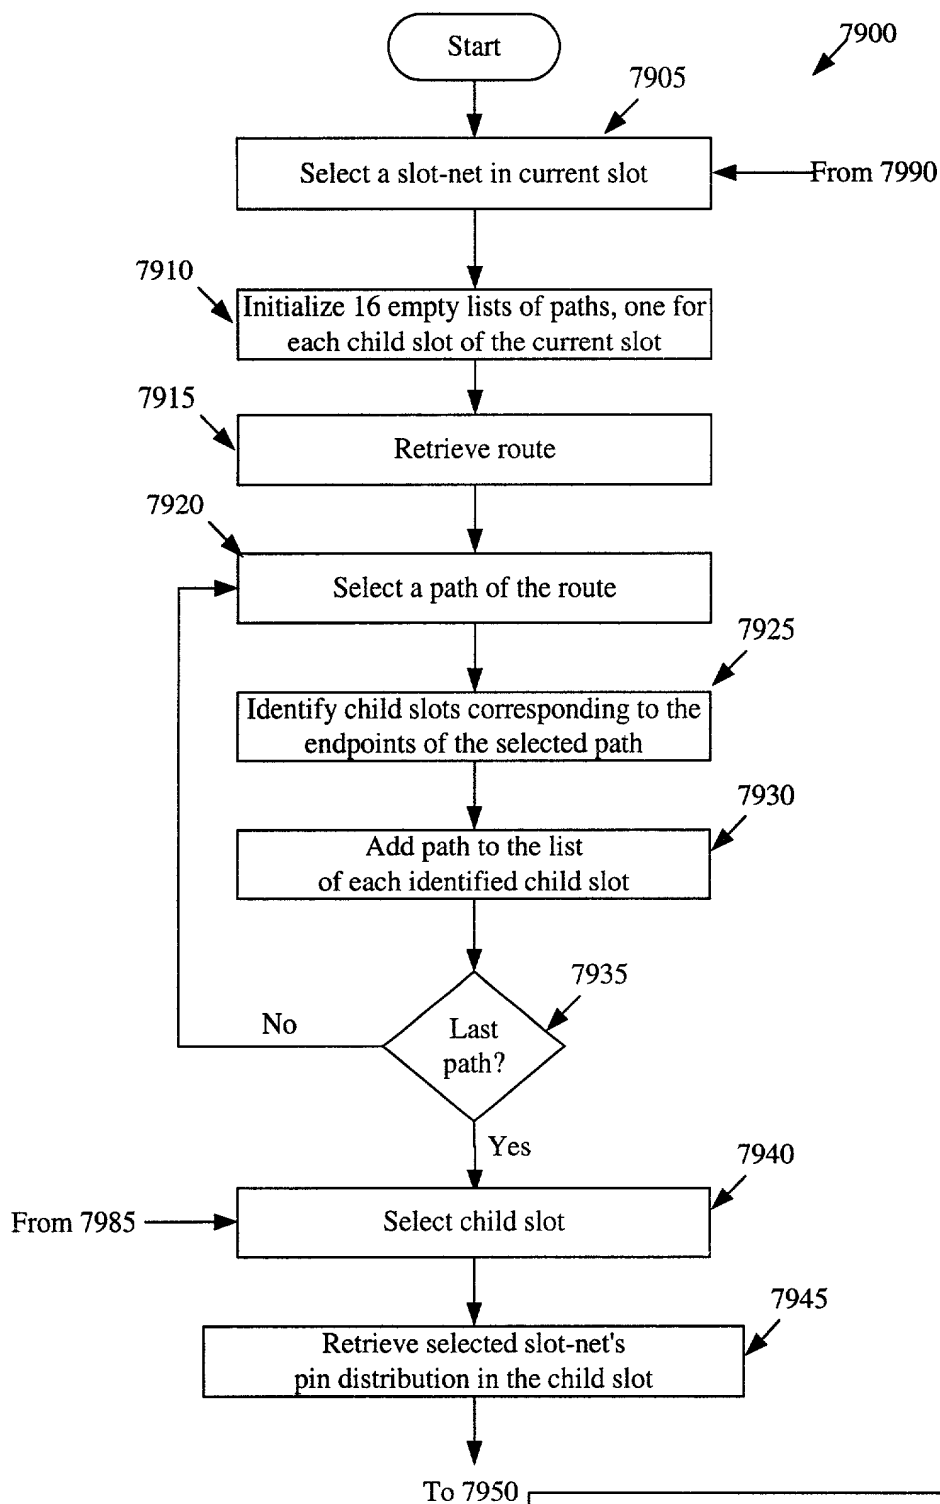 Start
7900
7905
Select a slot-net in current slot
From 7990
7910
Initialize 16 empty lists of paths, one for
each child slot of the current slot
7915
Retrieve route
7920
Select a path of the route
7925
Identify child slots corresponding to the
endpoints of the selected path
7930
Add path to the list
of each identified child slot
7935
Last
path?
No
Yes
7940
From 7985
Select child slot
7945
Retrieve selected slot-net's
pin distribution in the child slot
To 7950